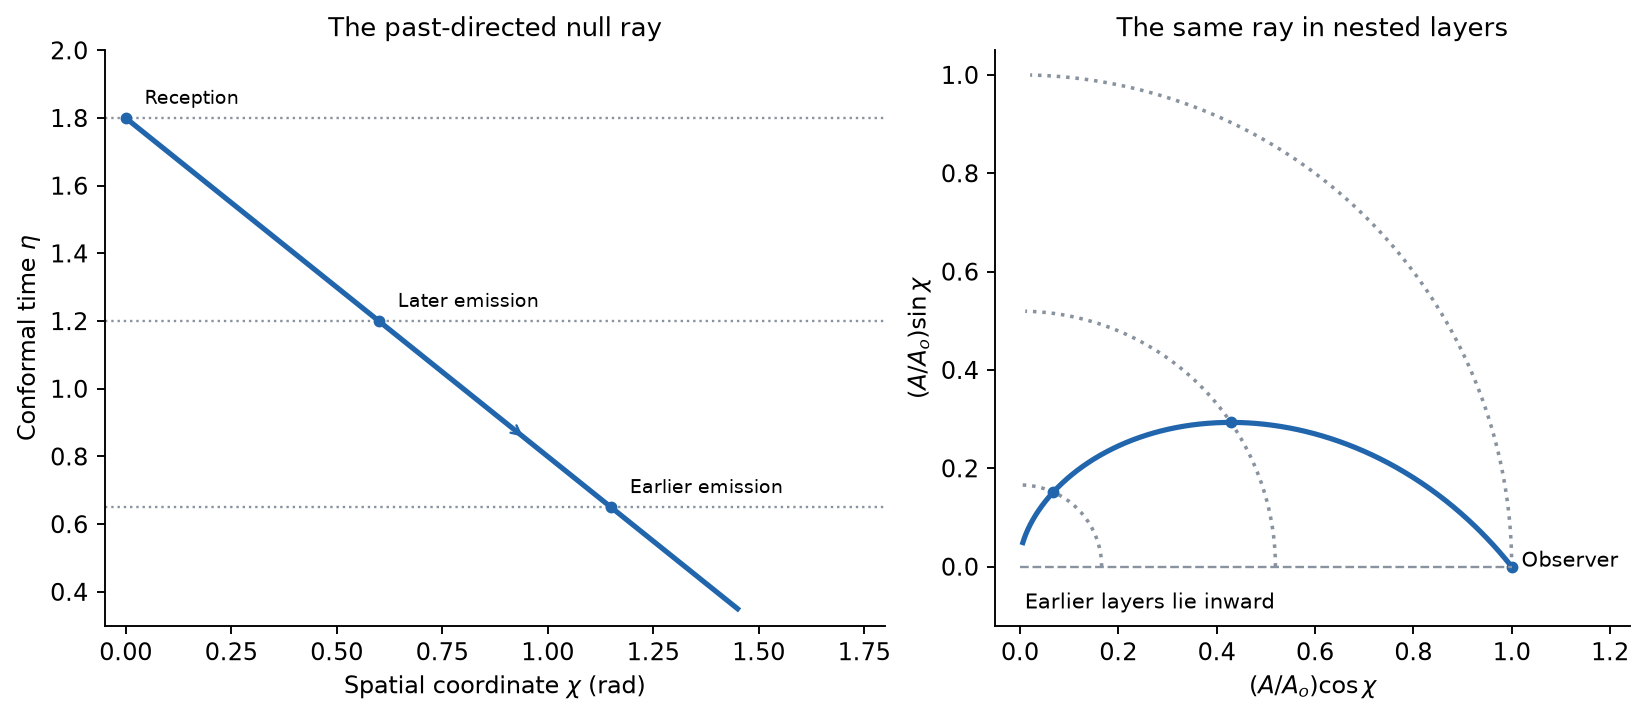 The past-directed null ray
2.0
1.8
1.6
1.4
1.2
1.0
0.8
0.6
0.4
Conformal time η
Reception
Later emission
Earlier emission
0.00 0.25 0.50 0.75 1.00 1.25 1.50 1.75
Spatial coordinate χ (rad)
The same ray in nested layers
1.0
0.8
0.6
0.4
0.2
0.0
(A/Aₒ)sin χ
Observer
Earlier layers lie inward
0.0 0.2 0.4 0.6 0.8 1.0 1.2
(A/Aₒ)cos χ